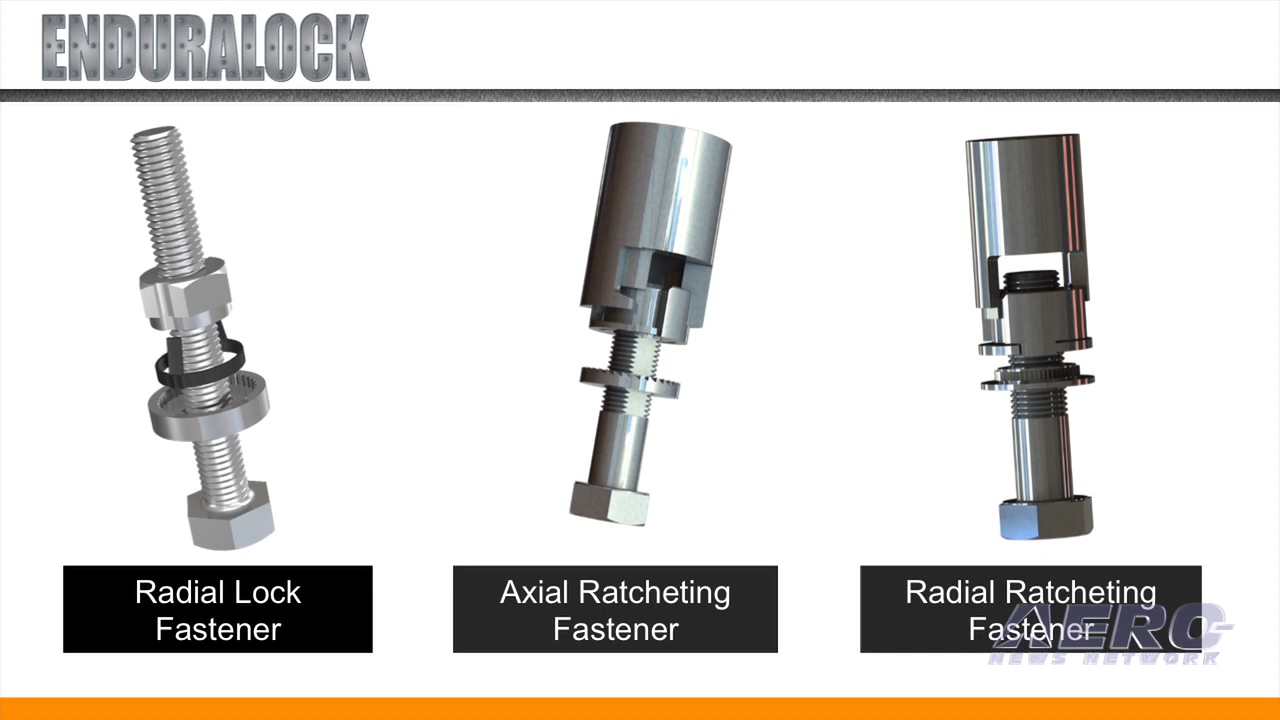 ENDURALOCK
Radial Lock
Fastener
Axial Ratcheting
Fastener
Radial Ratcheting
Fastener
AERO
NEWS NETWORK